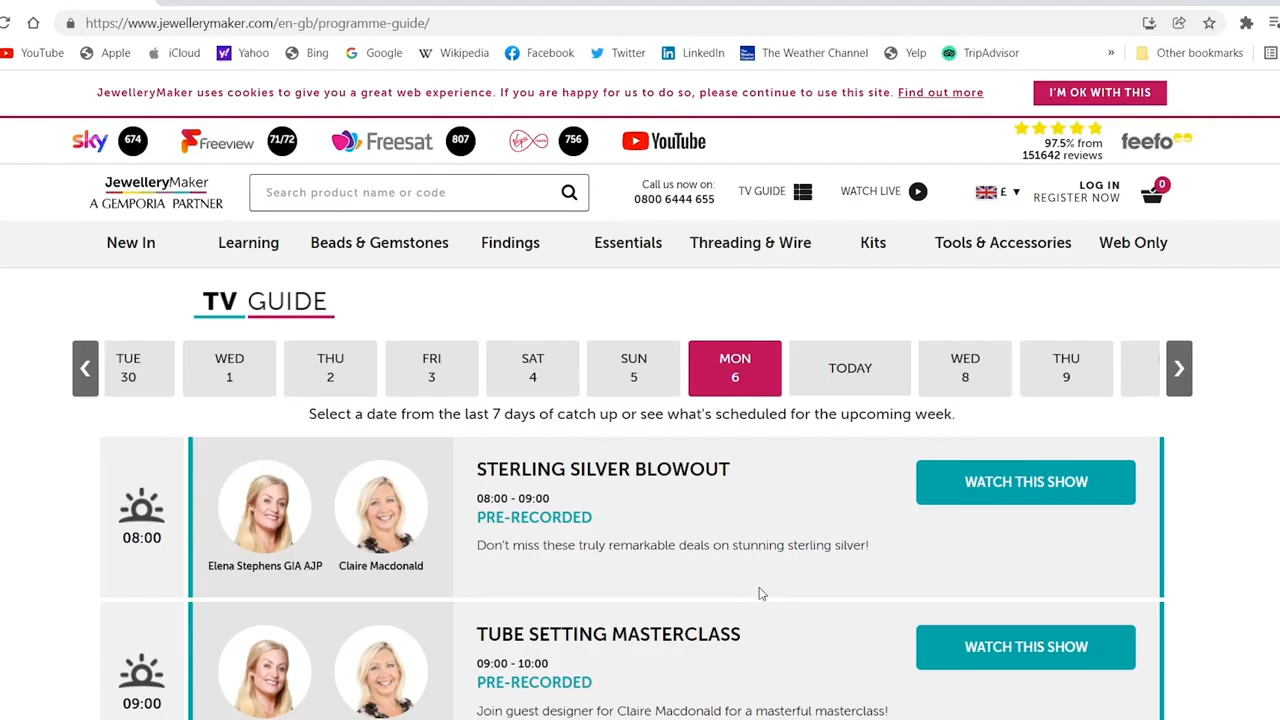 https://www.jewellerymaker.com/en-gb/programme-guide/
YouTube Apple iCloud Yahoo Bing Google Wikipedia Facebook Twitter LinkedIn The Weather Channel Yelp TripAdvisor » Other bookmarks
JewelleryMaker uses cookies to give you a great web experience. If you are happy for us to do so, please continue to use this site. Find out more
I'M OK WITH THIS
sky 674 Freeview 71/72 Freesat 807 756 YouTube
97.5% from
151642 reviews
feefo
JewelleryMaker
A GEMPORIA PARTNER
Search product name or code
Call us now on:
0800 6444 655
TV GUIDE
WATCH LIVE
£ ▼
LOG IN
REGISTER NOW
0
New In Learning Beads & Gemstones Findings Essentials Threading & Wire Kits Tools & Accessories Web Only
TV GUIDE
TUE 30
WED 1
THU 2
FRI 3
SAT 4
SUN 5
MON 6
TODAY
WED 8
THU 9
Select a date from the last 7 days of catch up or see what's scheduled for the upcoming week.
08:00
Elena Stephens GIA AJP
Claire Macdonald
STERLING SILVER BLOWOUT
08:00 - 09:00
PRE-RECORDED
Don't miss these truly remarkable deals on stunning sterling silver!
WATCH THIS SHOW
09:00
TUBE SETTING MASTERCLASS
09:00 - 10:00
PRE-RECORDED
Join guest designer for Claire Macdonald for a masterful masterclass!
WATCH THIS SHOW